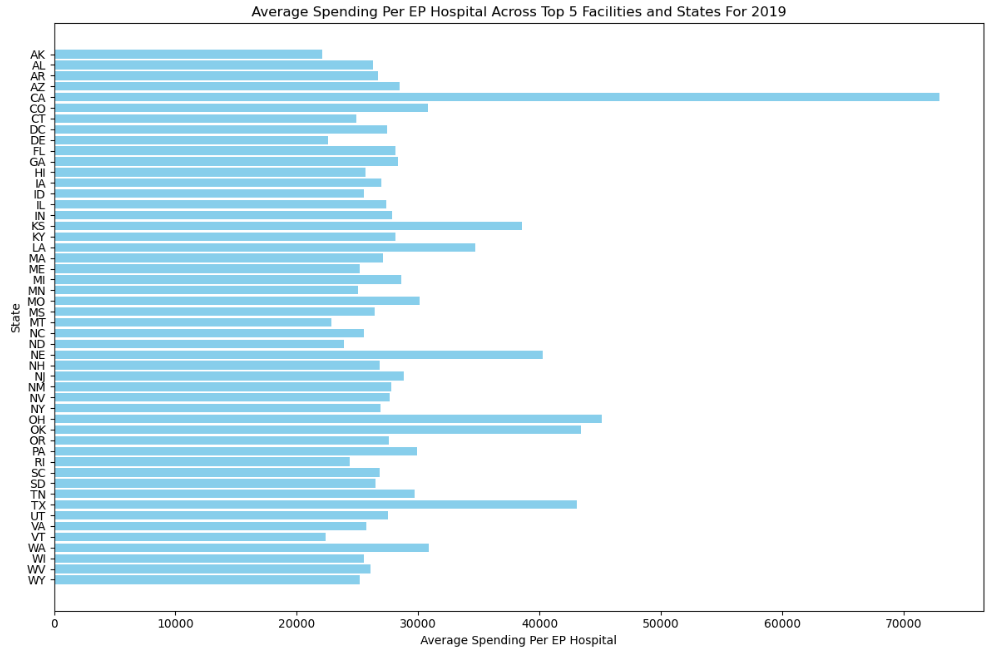 Average Spending Per EP Hospital Across Top 5 Facilities and States For 2019
AK
AL
AR
AZ
CA
CO
CT
DC
DE
FL
GA
HI
IA
ID
IL
IN
KS
KY
LA
MA
ME
MI
MN
MO
MS
MT
NC
ND
NE
NH
NJ
NM
NV
NY
OH
OK
OR
PA
RI
SC
SD
TN
TX
UT
VA
VT
WA
WI
WV
WY
State
0 10000 20000 30000 40000 50000 60000 70000
Average Spending Per EP Hospital